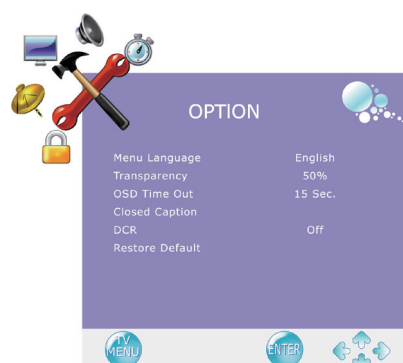 OPTION
Menu Language English
Transparency 50%
OSD Time Out 15 Sec.
Closed Caption
DCR Off
Restore Default
TV
MENU ENTER